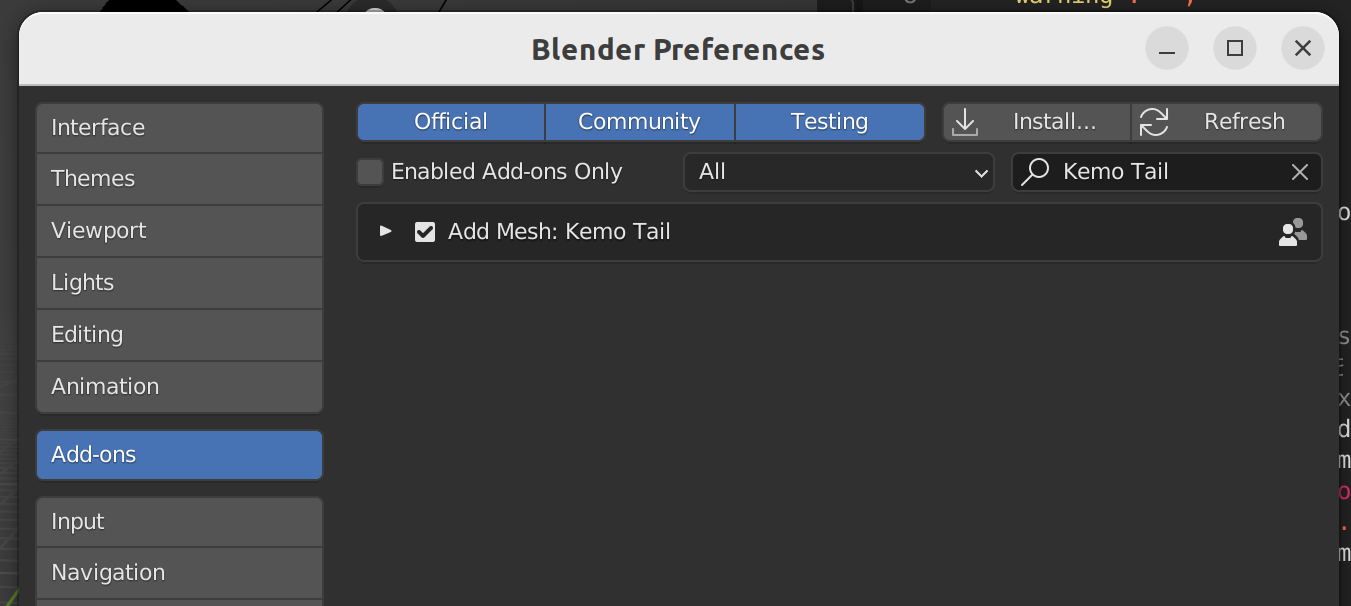 Blender Preferences
Interface
Themes
Viewport
Lights
Editing
Animation
Add-ons
Input
Navigation
Official Community Testing Install... Refresh
Enabled Add-ons Only All Kemo Tail
Add Mesh: Kemo Tail